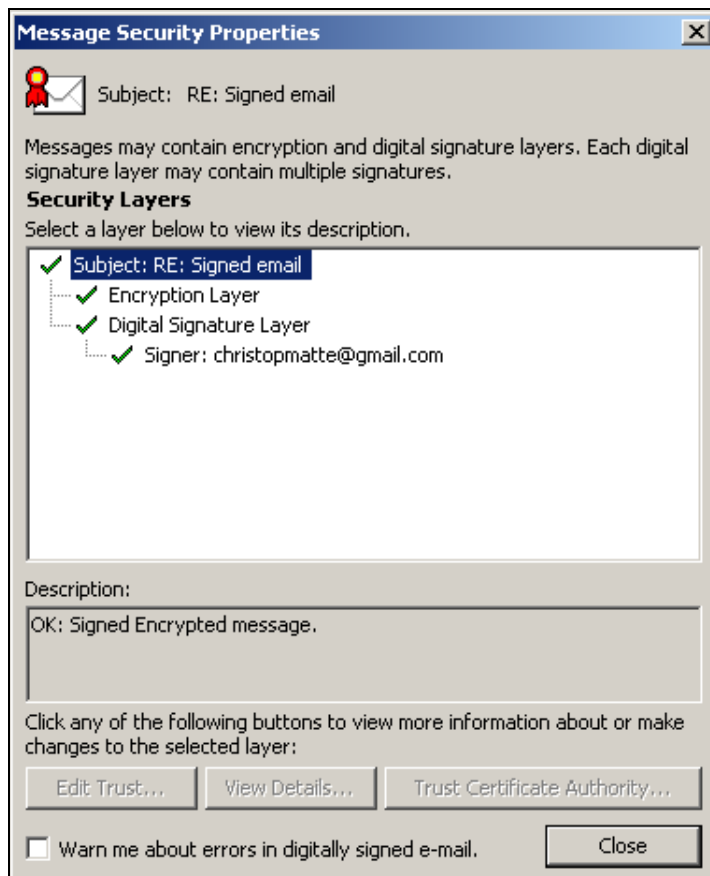 Message Security Properties
Subject: RE: Signed email
Messages may contain encryption and digital signature layers. Each digital
signature layer may contain multiple signatures.
Security Layers
Select a layer below to view its description.
Subject: RE: Signed email
Encryption Layer
Digital Signature Layer
Signer: christopmatte@gmail.com
Description:
OK: Signed Encrypted message.
Click any of the following buttons to view more information about or make
changes to the selected layer:
Edit Trust... View Details... Trust Certificate Authority...
Warn me about errors in digitally signed e-mail. Close